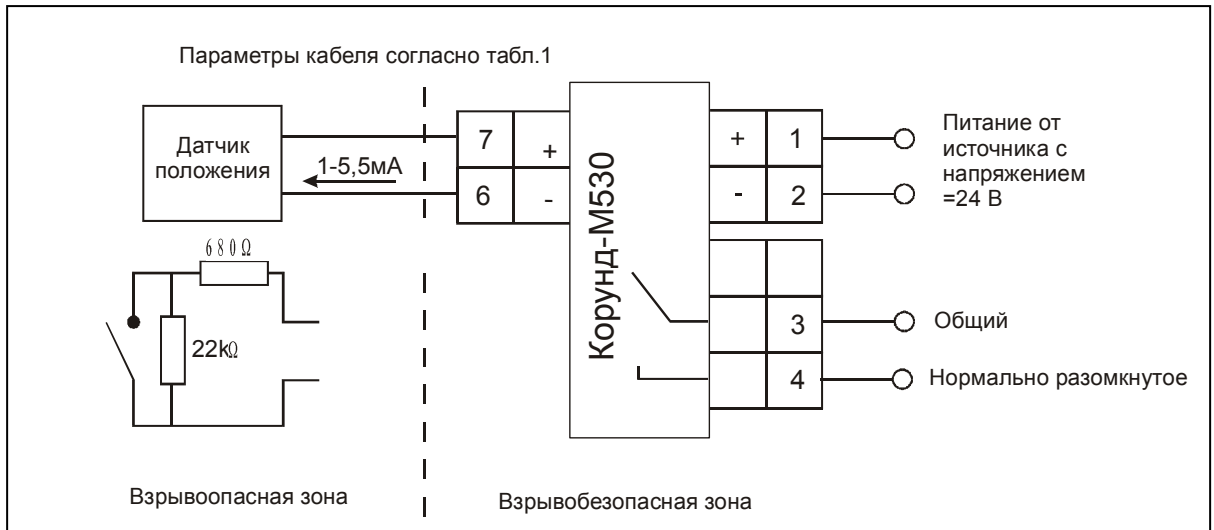 Параметры кабеля согласно табл.1
Датчик
положения
1-5,5мА
7
+
6
-
Корунд-М530
+
1
-
2
3
4
Питание от
источника с
напряжением
=24 В
Общий
Нормально разомкнутое
680Ω
22kΩ
Взрывоопасная зона
Взрывобезопасная зона